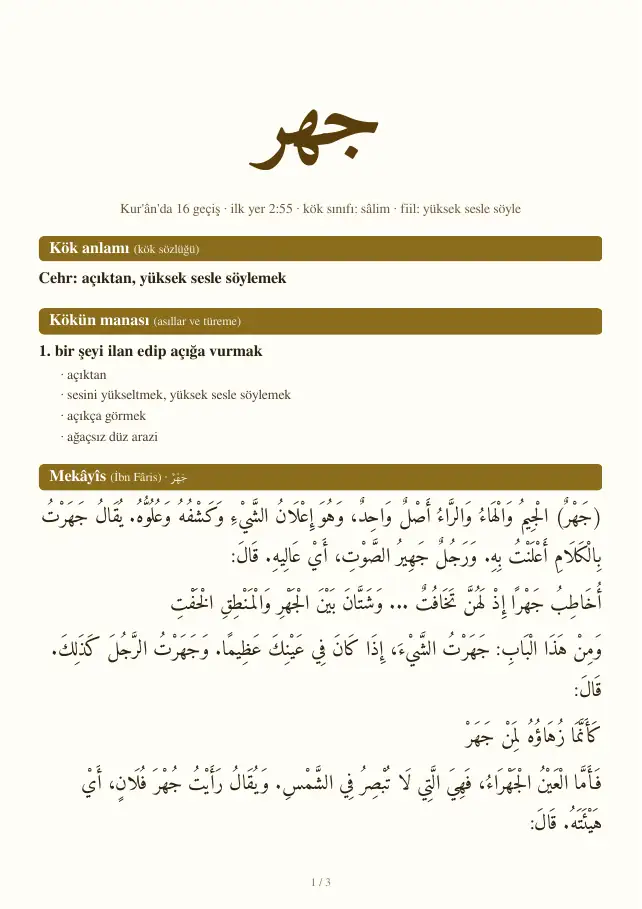 جهر
Kur'ân'da 16 geçiş · ilk yer 2:55 · kök sınıfı: sâlim · fiil: yüksek sesle söyle
Kök anlamı (kök sözlüğü)
Cehr: açıktan, yüksek sesle söylemek
Kökün manası (asıllar ve türeme)
1. bir şeyi ilan edip açığa vurmak
· açıktan
· sesini yükseltmek, yüksek sesle söylemek
· açıkça görmek
· ağaçsız düz arazi
Mekâyîs (İbn Fâris) · جَهَرَ
(جَهْرٌ) الْجِيمُ وَالْهَاءُ وَالرَّاءُ أَصْلٌ وَاحِدٌ، وَهُوَ إِعْلَانُ الشَّيْءِ وَكَشْفُهُ وَعُلُوُّهُ. يُقَالُ جَهَرْتُ
بِالْكَلَامِ أَعْلَنْتُ بِهِ. وَرَجُلٌ جَهِيرُ الصَّوْتِ، أَيْ عَالِيهِ. قَالَ:
أُخَاطِبُ جَهْرًا إِذْ لَهُنَّ تَخَافُتٌ ... وَشَتَّانَ بَيْنَ الْجَهْرِ وَالْمَنْطِقِ الْخَفْتِ
وَمِنْ هَذَا الْبَابِ: جَهَرْتُ الشَّيْءَ، إِذَا كَانَ فِي عَيْنِكَ عَظِيمًا. وَجَهَرْتُ الرَّجُلَ كَذَلِكَ.
قَالَ:
كَأَنَّمَا زُهَاؤُهُ لِمَنْ جَهَرْ
فَأَمَّا الْعَيْنُ الْجَهْرَاءُ، فَهِيَ الَّتِي لَا تُبْصِرُ فِي الشَّمْسِ. وَيُقَالُ رَأَيْتُ جُهْرَ فُلَانٍ، أَيْ
هَيْئَتَهُ. قَالَ:
1 / 3